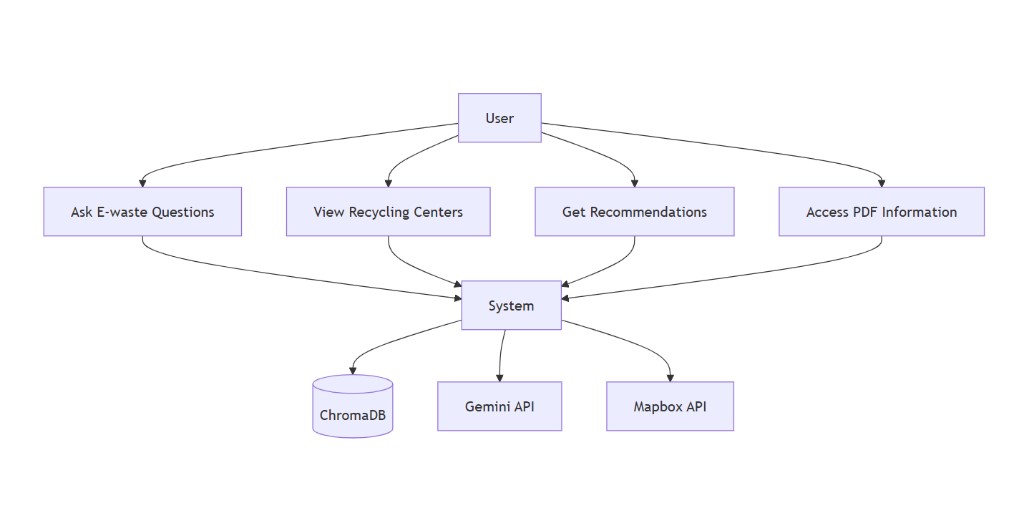 User
Ask E-waste Questions
View Recycling Centers
Get Recommendations
Access PDF Information
System
ChromaDB
Gemini API
Mapbox API